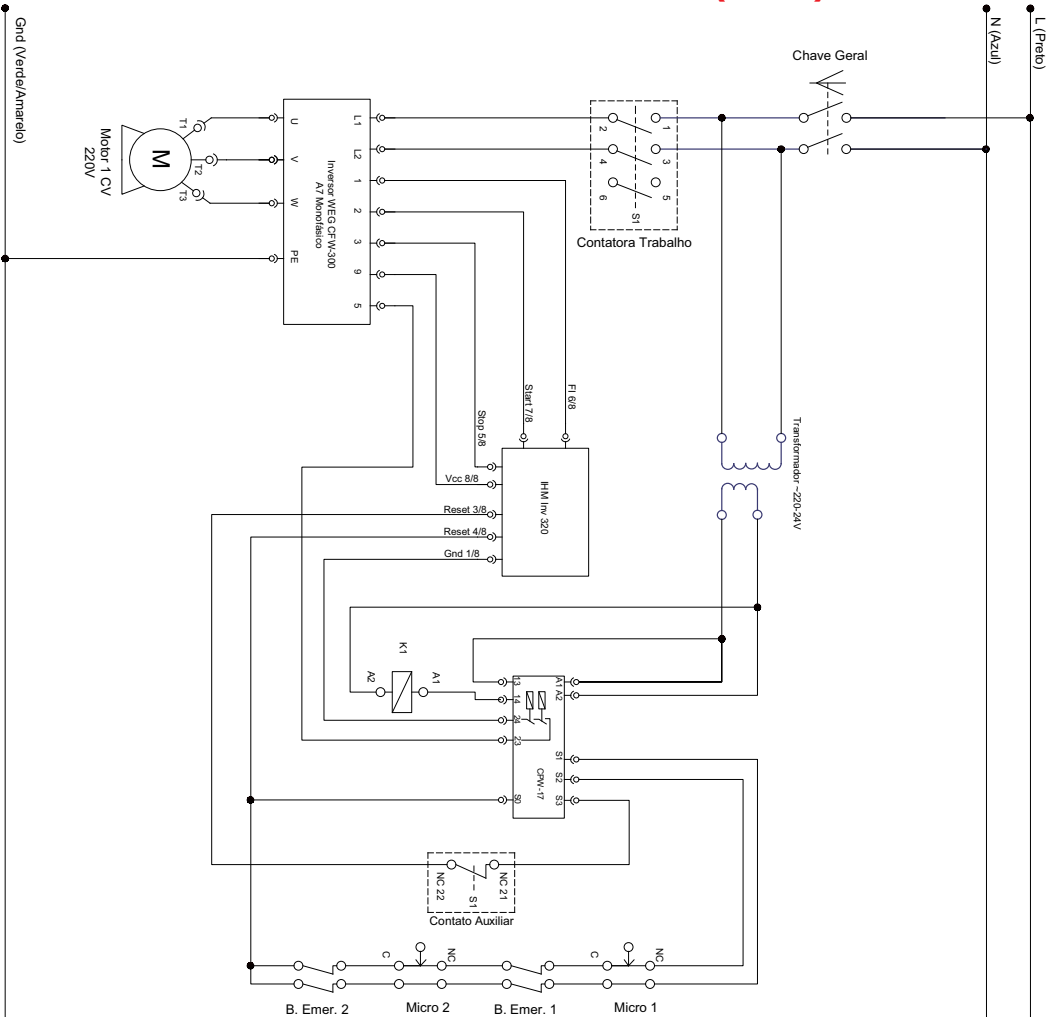 L (Preto)
N (Azul)
Gnd (Verde/Amarelo)
Chave Geral
T1
T2
T3
M
Motor 1 CV
220V
U
V
W
PE
Inversor WEG CFW-300
A7 Monofásico
L1
L2
1
2
3
9
5
2
4
6
1
3
5
S1
Contatora Trabalho
Transformador ~220-24V
FI 6/8
Start 7/8
Stop 5/8
Vcc 8/8
Reset 3/8
Reset 4/8
Gnd 1/8
IHM Inv 320
K1
A2
A1
13
14
24
23
S0
A1
A2
S1
S2
S3
CPW-17
NC 22
NC 21
S1
Contato Auxiliar
C
NC
C
NC
B. Emer. 2
Micro 2
B. Emer. 1
Micro 1